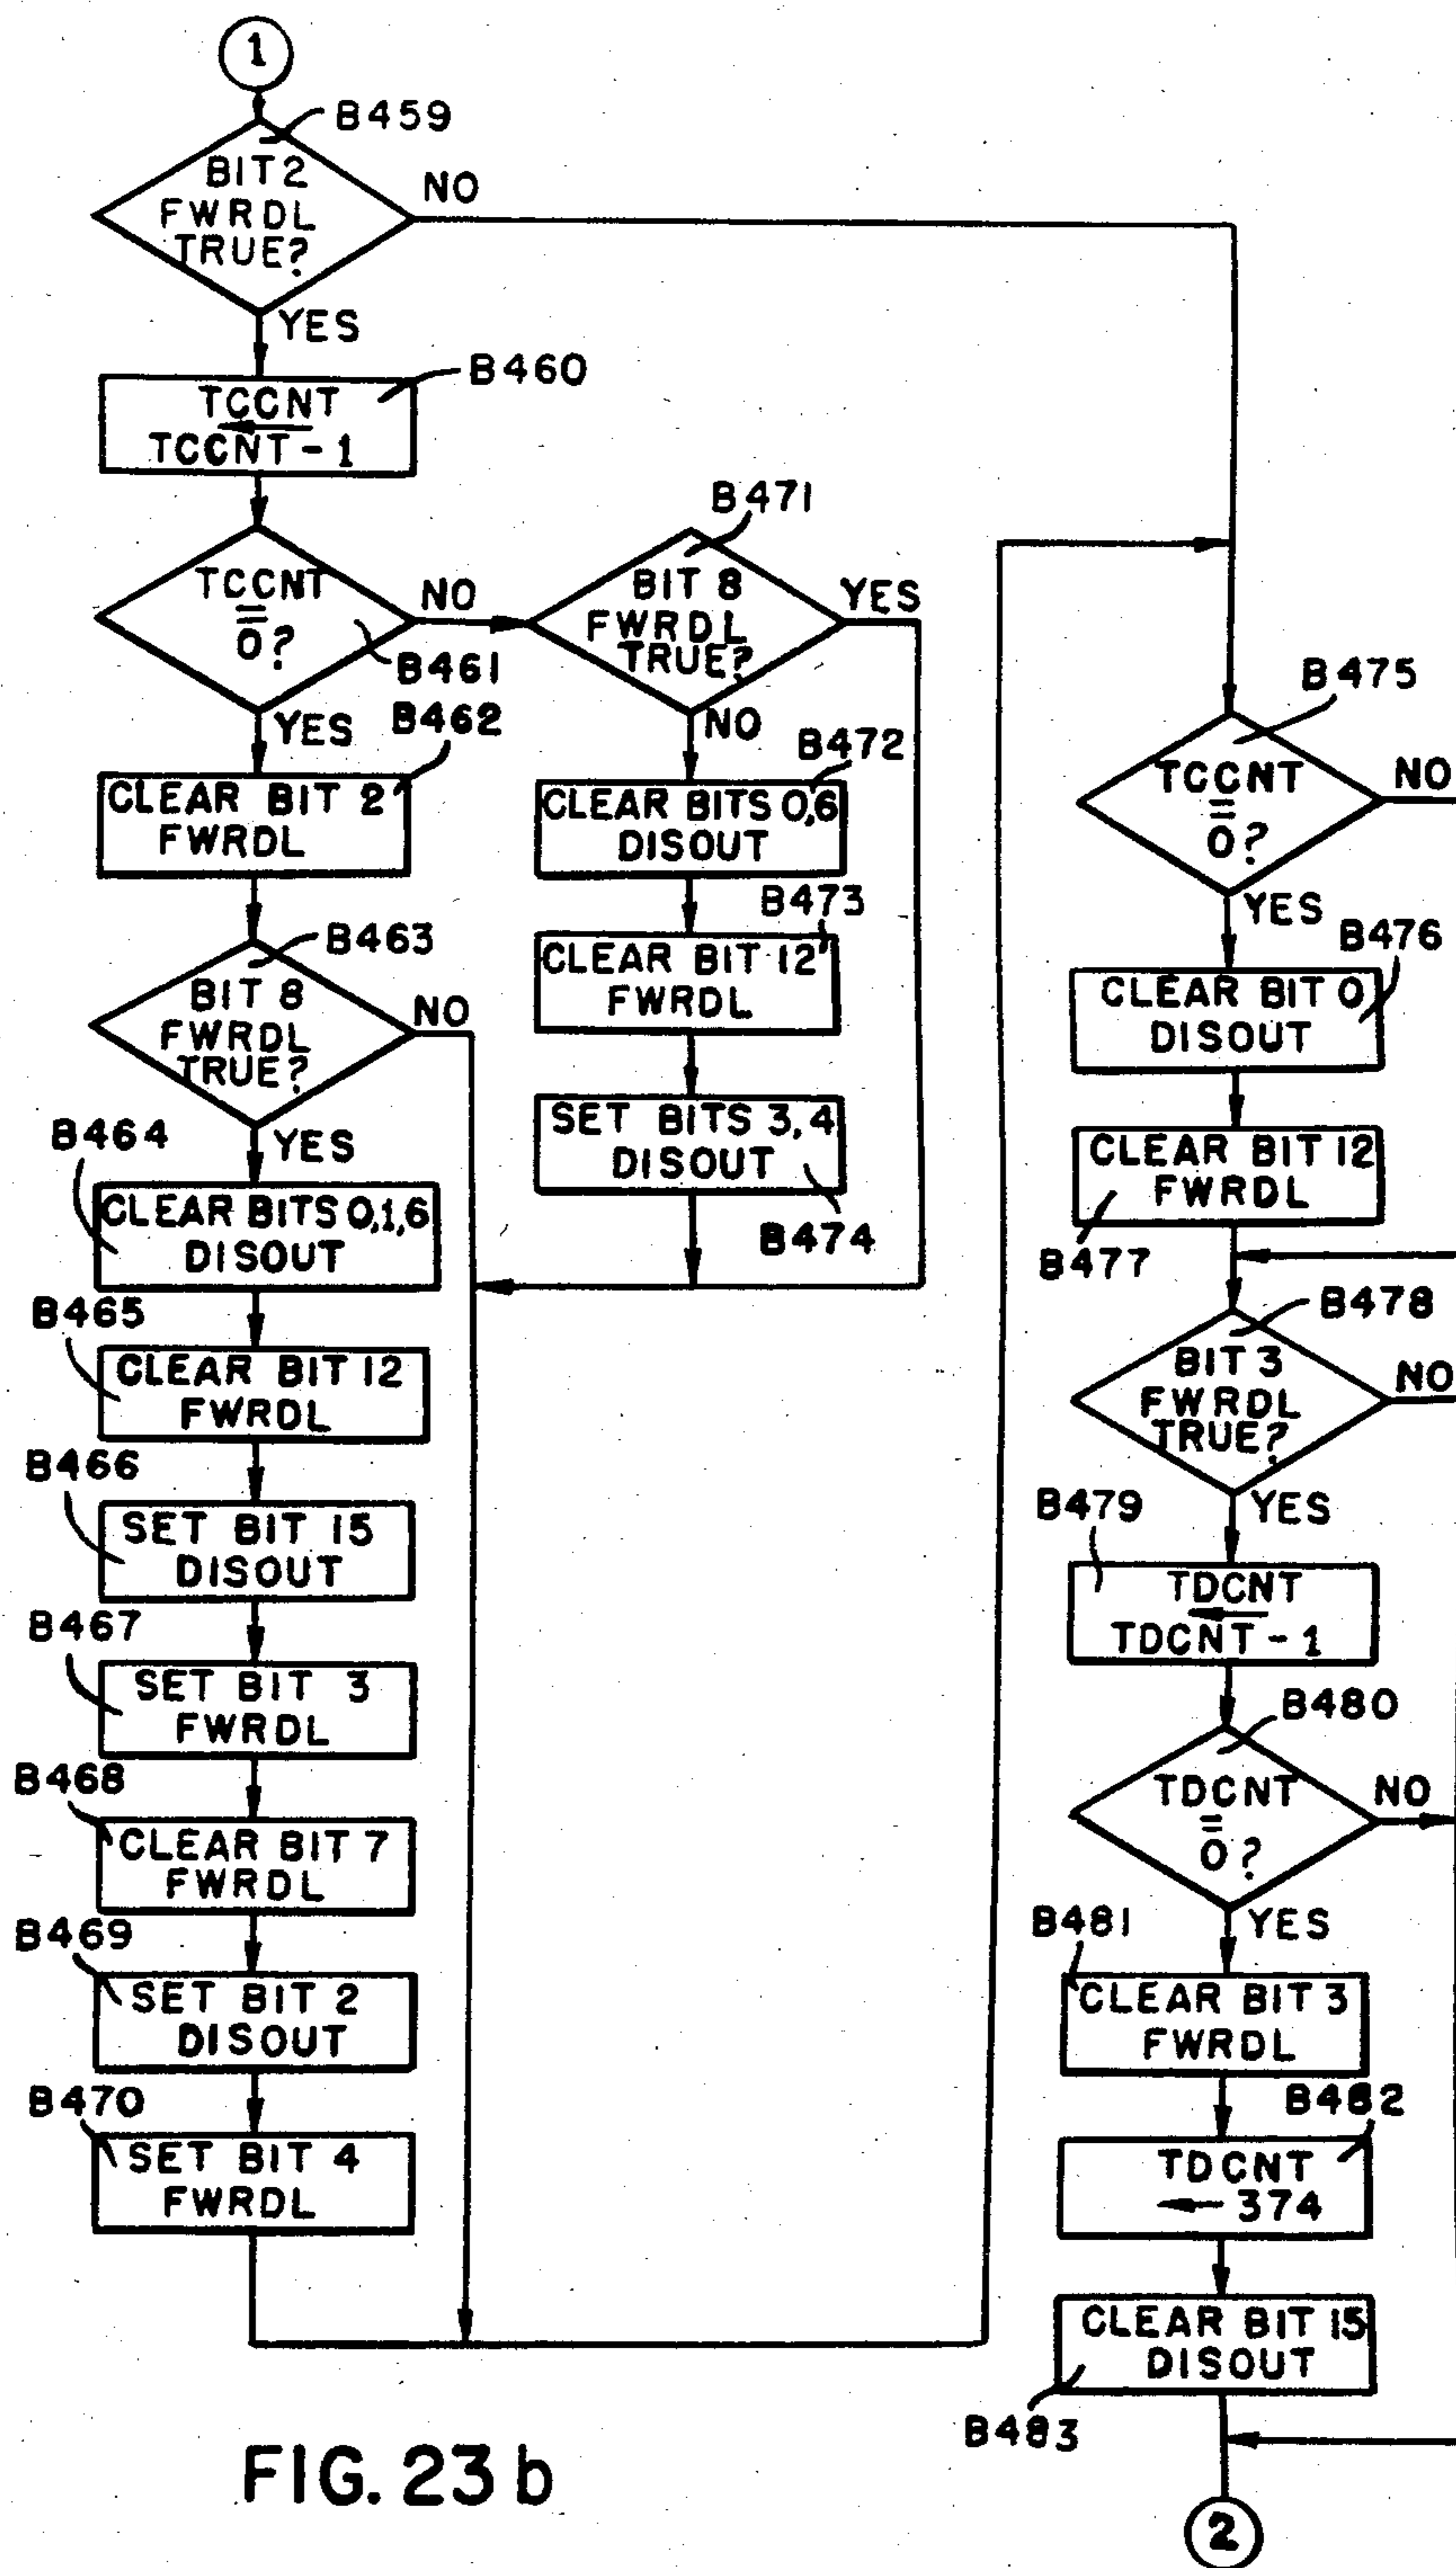 1
B459
BIT 2
FWRDL
TRUE?
NO
YES
B460
TCCNT
←
TCCNT - 1
TCCNT
=
0?
NO
B461
YES
B462
CLEAR BIT 2
FWRDL
B463
BIT 8
FWRDL
TRUE?
NO
YES
B464
CLEAR BITS 0,1,6
DISOUT
B465
CLEAR BIT 12
FWRDL
B466
SET BIT 15
DISOUT
B467
SET BIT 3
FWRDL
B468
CLEAR BIT 7
FWRDL
B469
SET BIT 2
DISOUT
B470
SET BIT 4
FWRDL
B471
BIT 8
FWRDL
TRUE?
YES
NO
B472
CLEAR BITS 0,6
DISOUT
B473
CLEAR BIT 12
FWRDL
SET BITS 3,4
DISOUT
B474
B475
TCCNT
=
0?
NO
YES
B476
CLEAR BIT 0
DISOUT
CLEAR BIT 12
FWRDL
B477
B478
BIT 3
FWRDL
TRUE?
NO
YES
B479
TDCNT
←
TDCNT - 1
B480
TDCNT
=
0?
NO
YES
B481
CLEAR BIT 3
FWRDL
B482
TDCNT
← 374
CLEAR BIT 15
DISOUT
B483
2
FIG. 23b